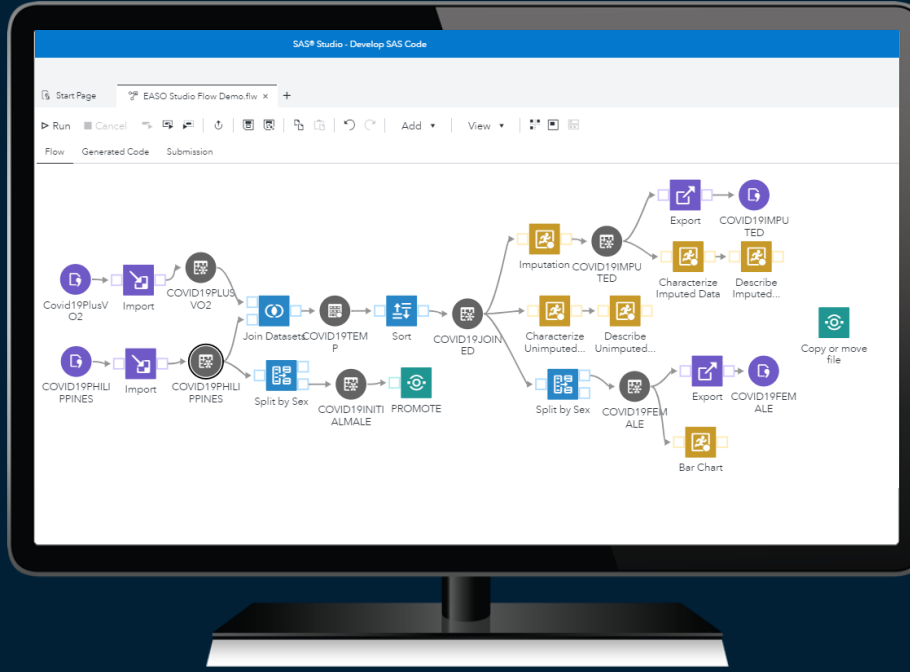 SAS® Studio - Develop SAS Code
Start Page
EASO Studio Flow Demo.flw × +
Run Cancel Add View
Flow Generated Code Submission
Export
COVID19IMPU
TED
Imputation
COVID19IMPU
TED
Characterize
Imputed Data
Describe
Imputed...
Covid19PlusV
O2
Import
COVID19PLUS
VO2
Join Datasets
COVID19TEM
P
Sort
COVID19JOIN
ED
Characterize
Unimputed...
Describe
Unimputed...
Copy or move
file
COVID19PHILI
PPINES
Import
COVID19PHILI
PPINES
Split by Sex
COVID19INITI
ALMALE
PROMOTE
Split by Sex
COVID19FEM
ALE
Export
COVID19FEM
ALE
Bar Chart